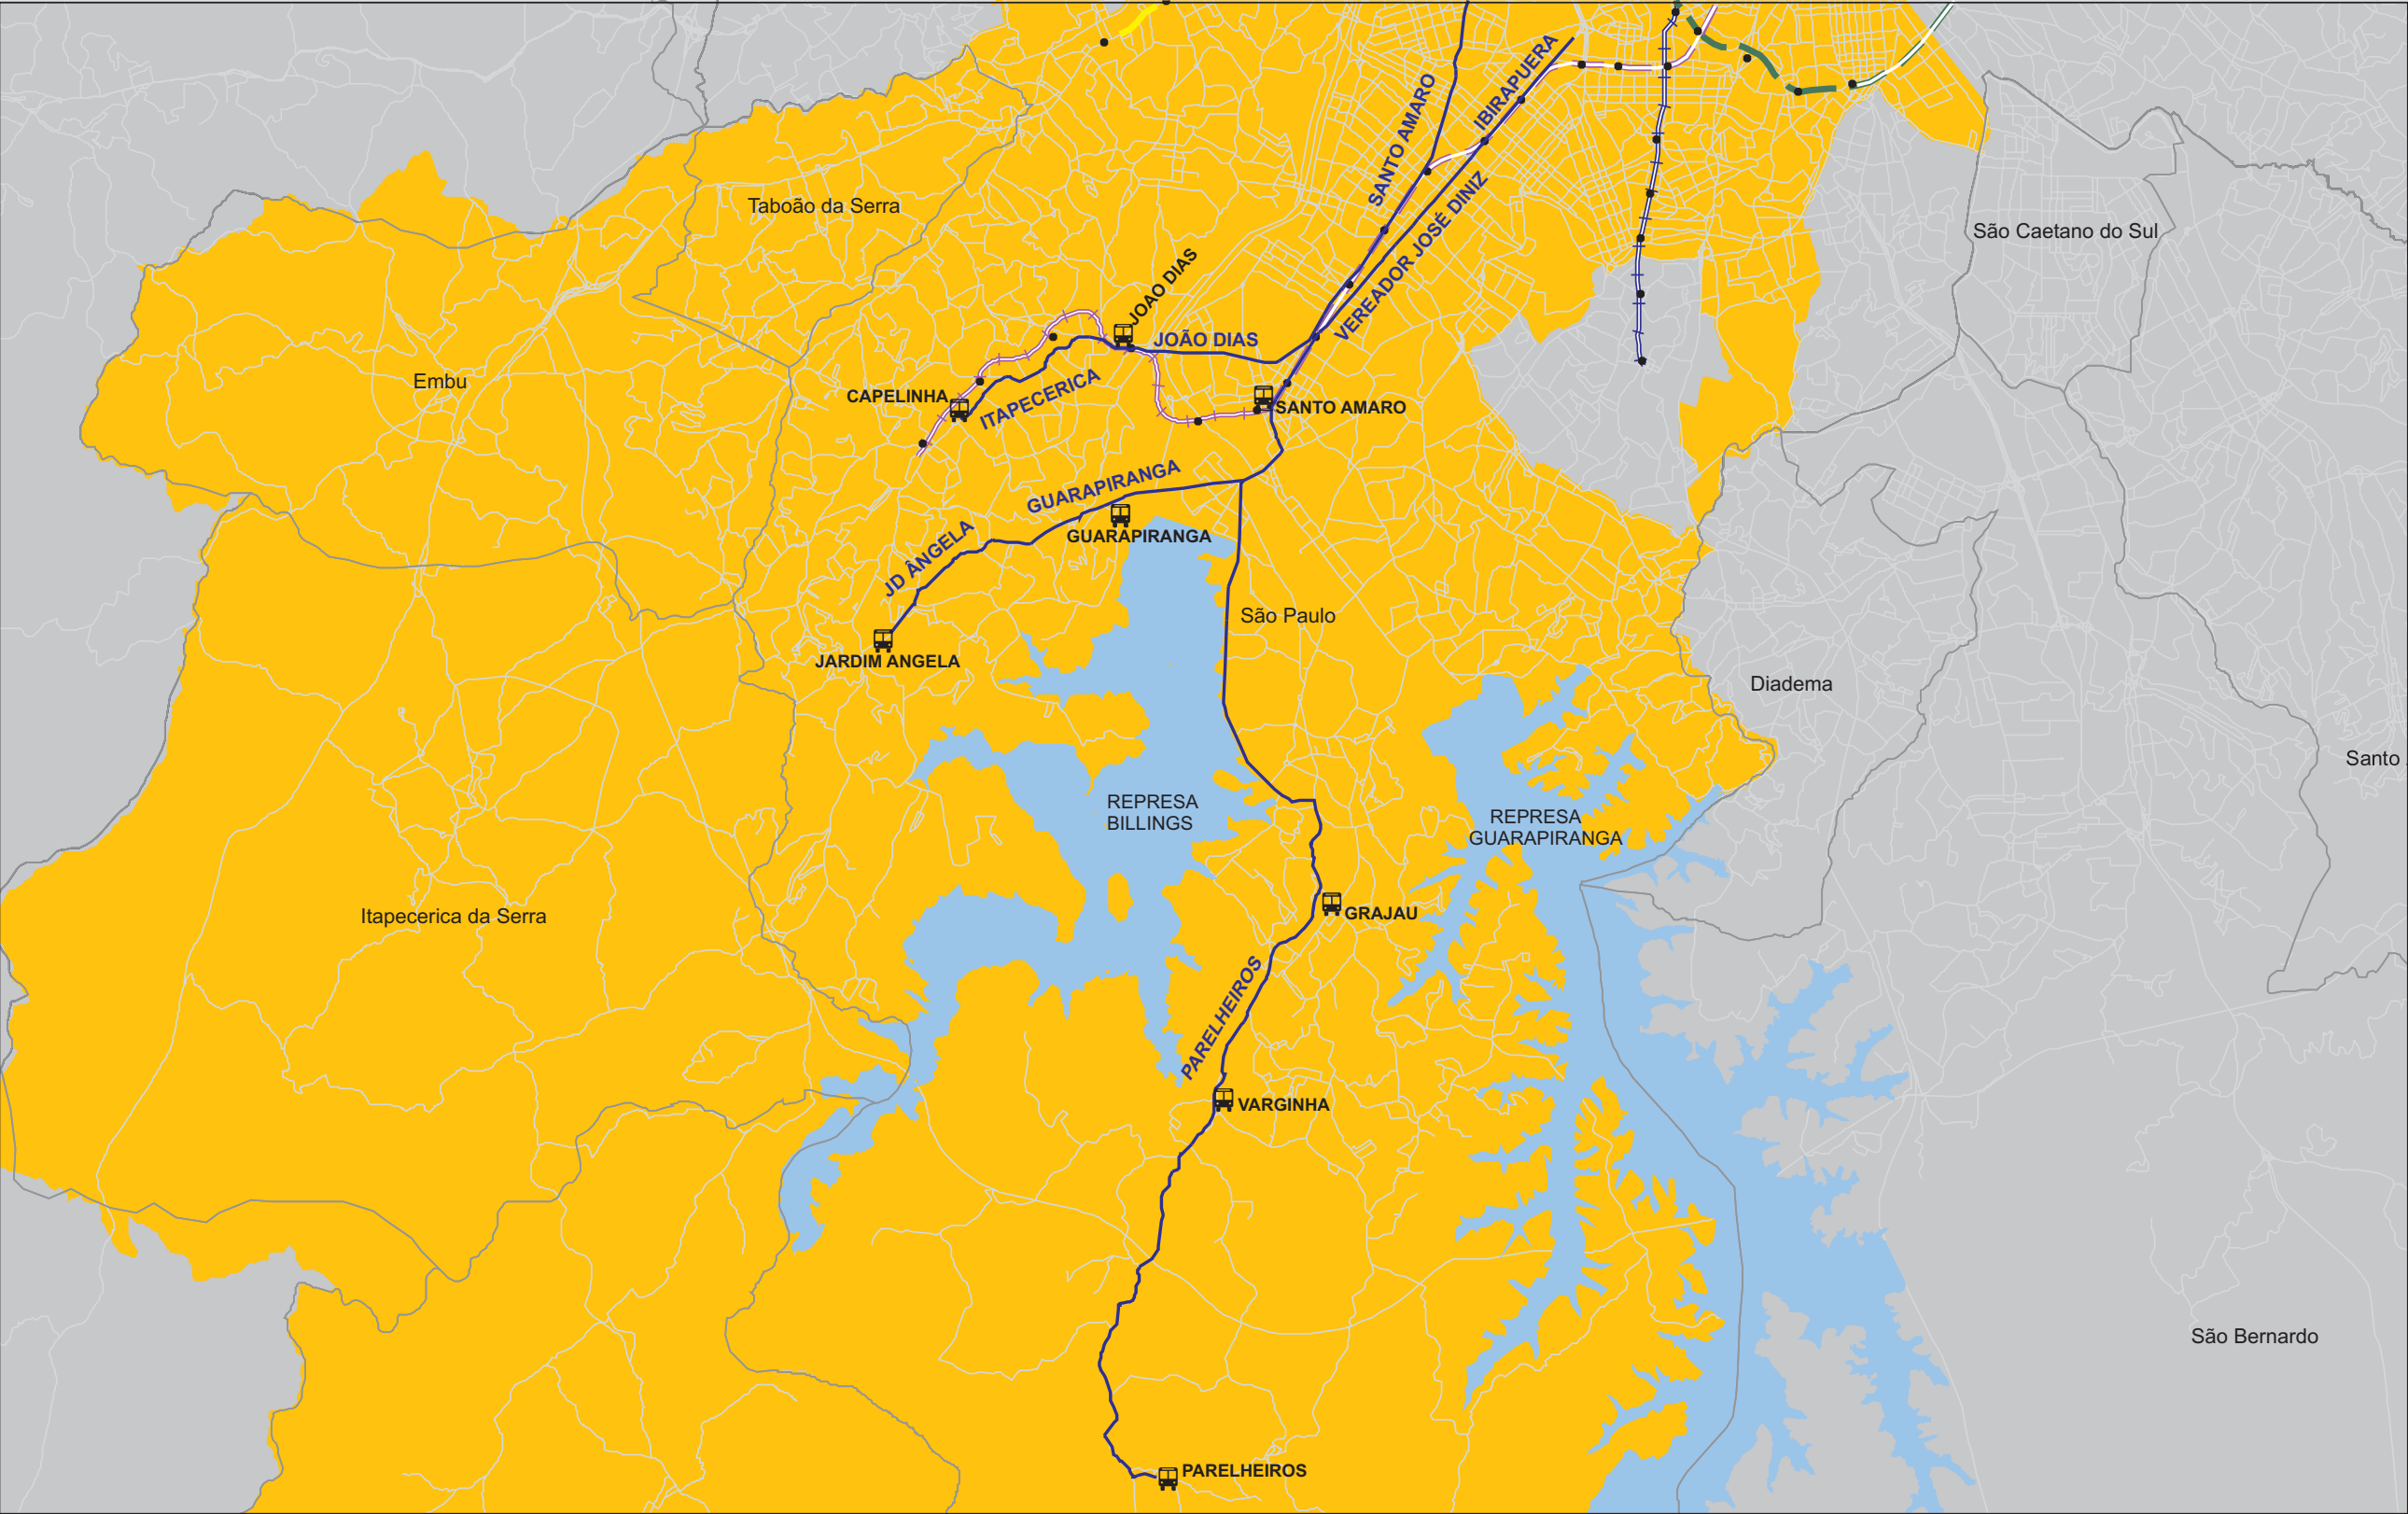 IBIRAPUERA
SANTO AMARO
Taboão da Serra
VEREADOR JOSÉ DINIZ
São Caetano do Sul
JOAO DIAS
JOÃO DIAS
Embu
CAPELINHA
ITAPECERICA
SANTO AMARO
GUARAPIRANGA
GUARAPIRANGA
JD ÂNGELA
São Paulo
JARDIM ANGELA
Diadema
Santo
REPRESA
BILLINGS
REPRESA
GUARAPIRANGA
Itapecerica da Serra
GRAJAU
PARELHEIROS
VARGINHA
São Bernardo
PARELHEIROS